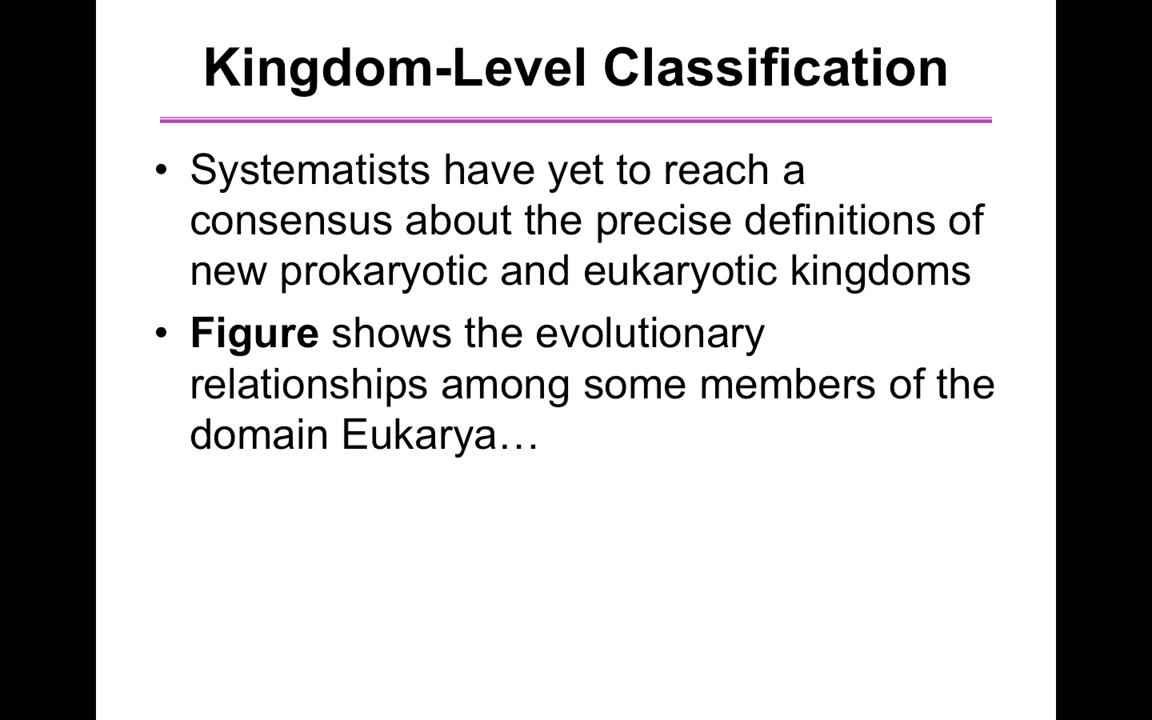 Kingdom-Level Classification
• Systematists have yet to reach a
consensus about the precise definitions of
new prokaryotic and eukaryotic kingdoms
• Figure shows the evolutionary
relationships among some members of the
domain Eukarya…